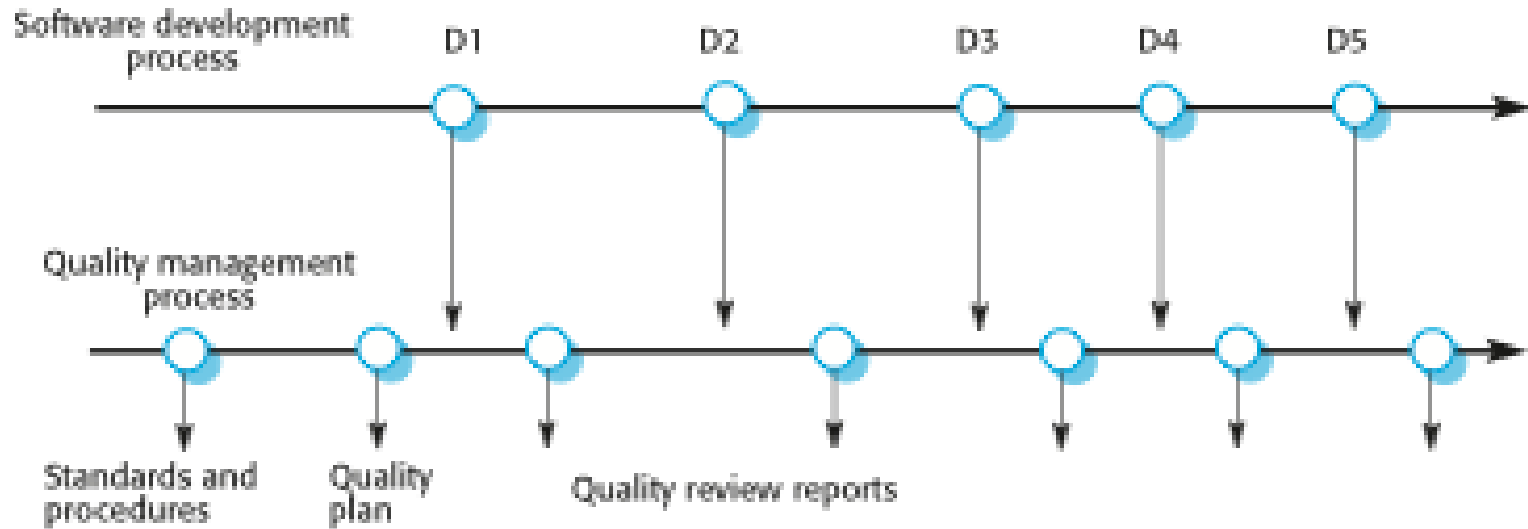 Software development
process
D1
D2
D3
D4
D5
Quality management
process
Standards and
procedures
Quality
plan
Quality review reports